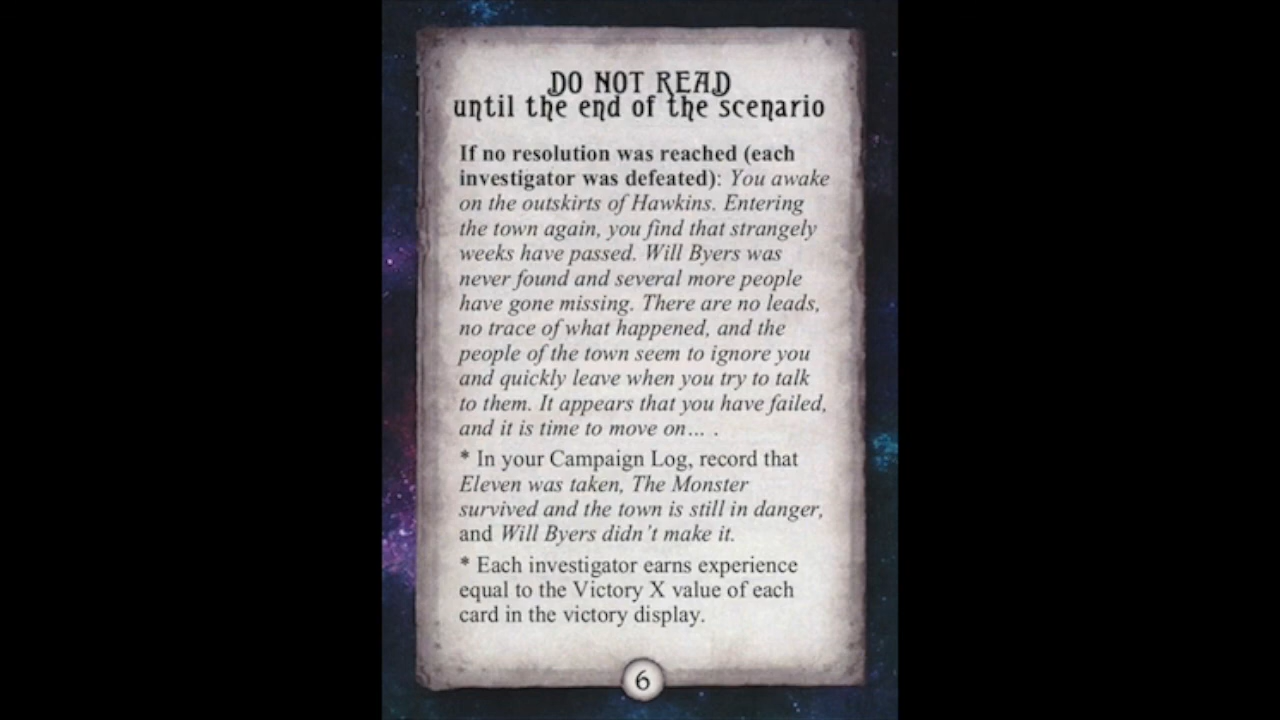 DO NOT READ
until the end of the scenario
If no resolution was reached (each
investigator was defeated): You awake
on the outskirts of Hawkins. Entering
the town again, you find that strangely
weeks have passed. Will Byers was
never found and several more people
have gone missing. There are no leads,
no trace of what happened, and the
people of the town seem to ignore you
and quickly leave when you try to talk
to them. It appears that you have failed,
and it is time to move on... .
* In your Campaign Log, record that
Eleven was taken, The Monster
survived and the town is still in danger,
and Will Byers didn't make it.
* Each investigator earns experience
equal to the Victory X value of each
card in the victory display.
6